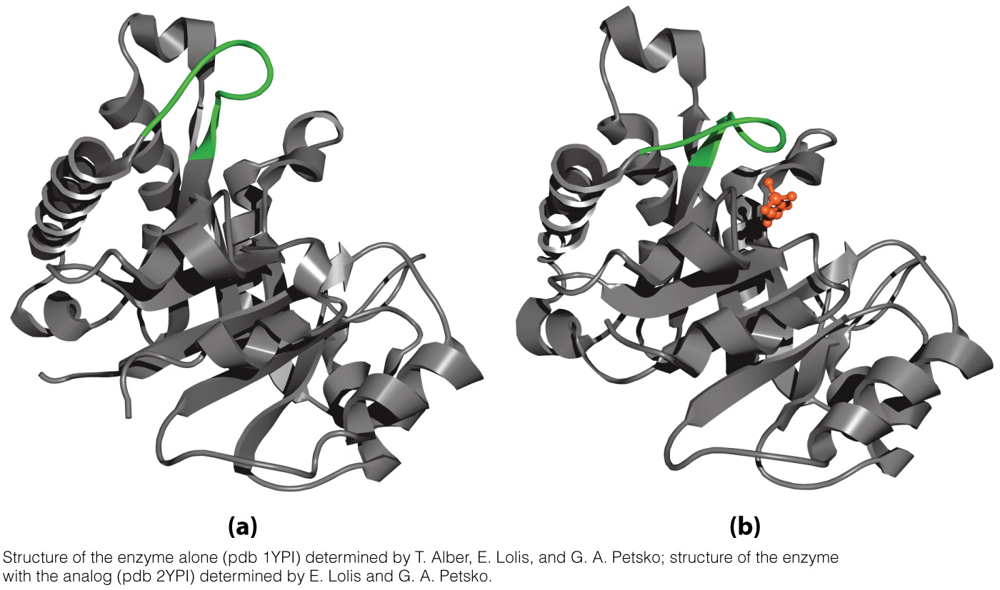 (a) (b)
Structure of the enzyme alone (pdb 1YPI) determined by T. Alber, E. Lolis, and G. A. Petsko; structure of the enzyme
with the analog (pdb 2YPI) determined by E. Lolis and G. A. Petsko.